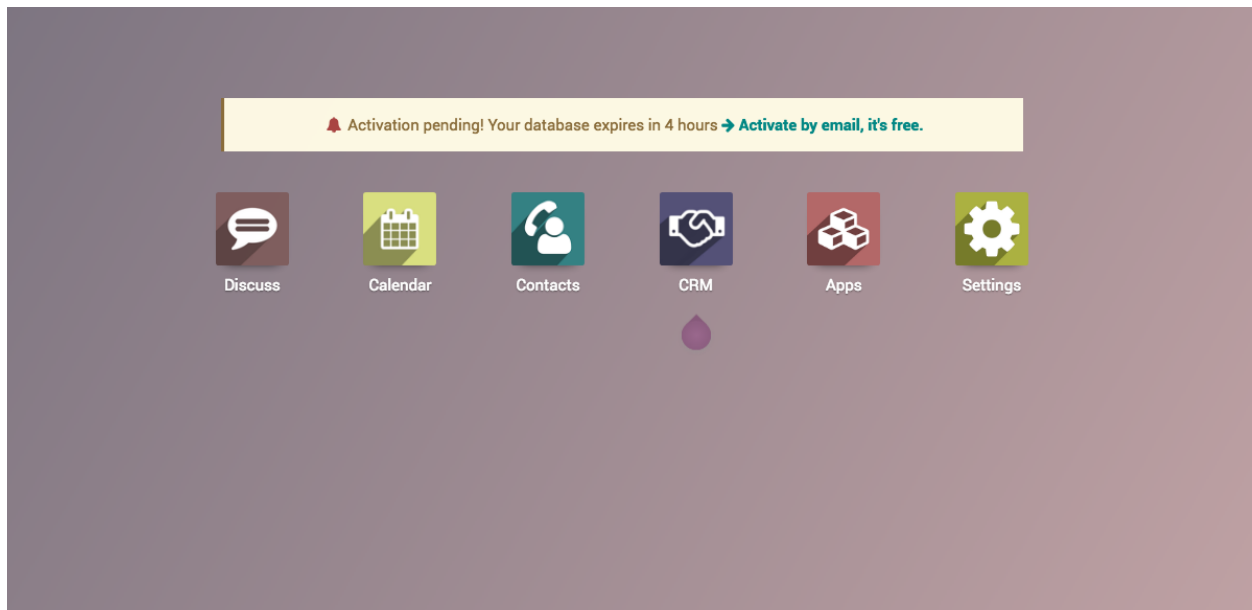 Activation pending! Your database expires in 4 hours → Activate by email, it's free.
Discuss Calendar Contacts CRM Apps Settings